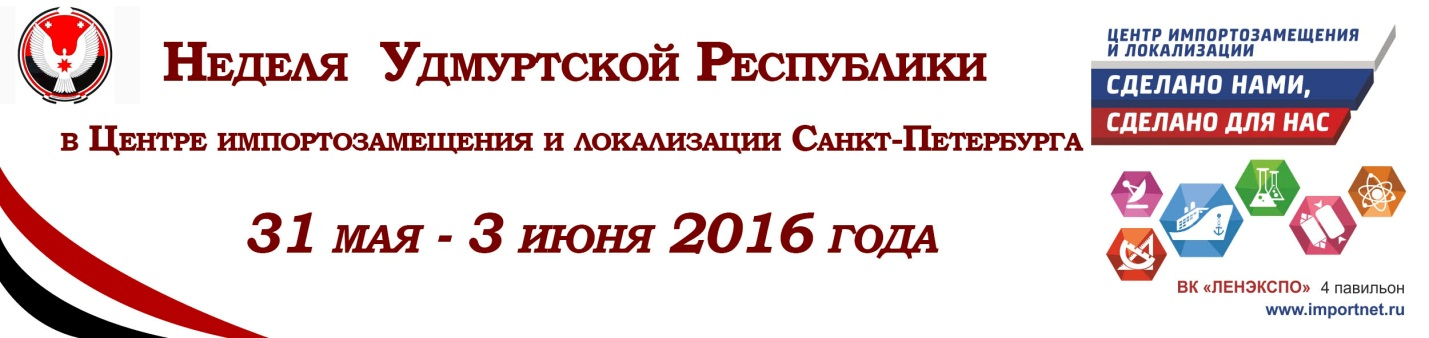 Неделя Удмуртской Республики
в Центре импортозамещения и локализации Санкт-Петербурга
31 мая - 3 июня 2016 года
ЦЕНТР ИМПОРТОЗАМЕЩЕНИЯ
И ЛОКАЛИЗАЦИИ
СДЕЛАНО НАМИ,
СДЕЛАНО ДЛЯ НАС
ВК «ЛЕНЭКСПО» 4 павильон
www.importnet.ru